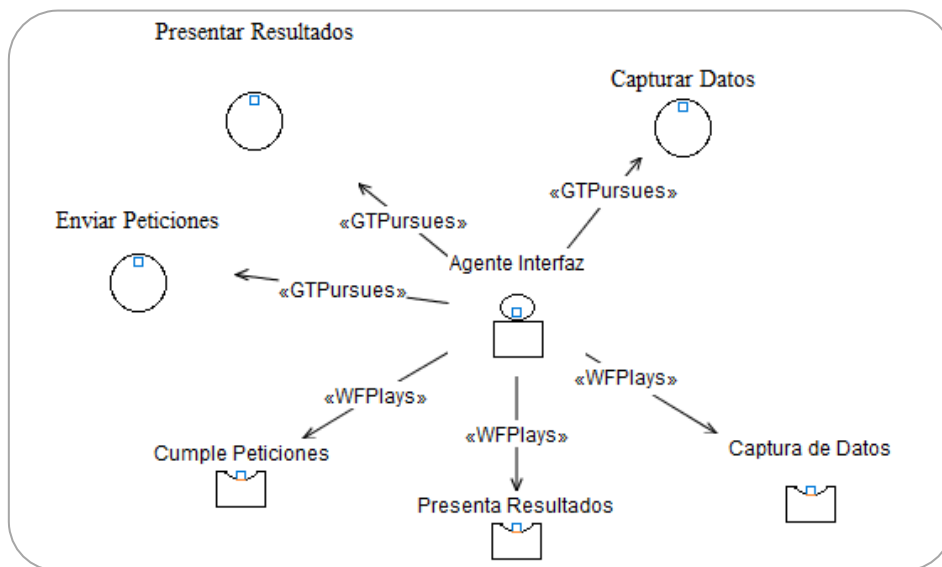 Presentar Resultados
Capturar Datos
«GTPursues»
Enviar Peticiones
«GTPursues»
Agente Interfaz
«GTPursues»
«WFPlays»
«WFPlays»
«WFPlays»
Cumple Peticiones
Captura de Datos
Presenta Resultados